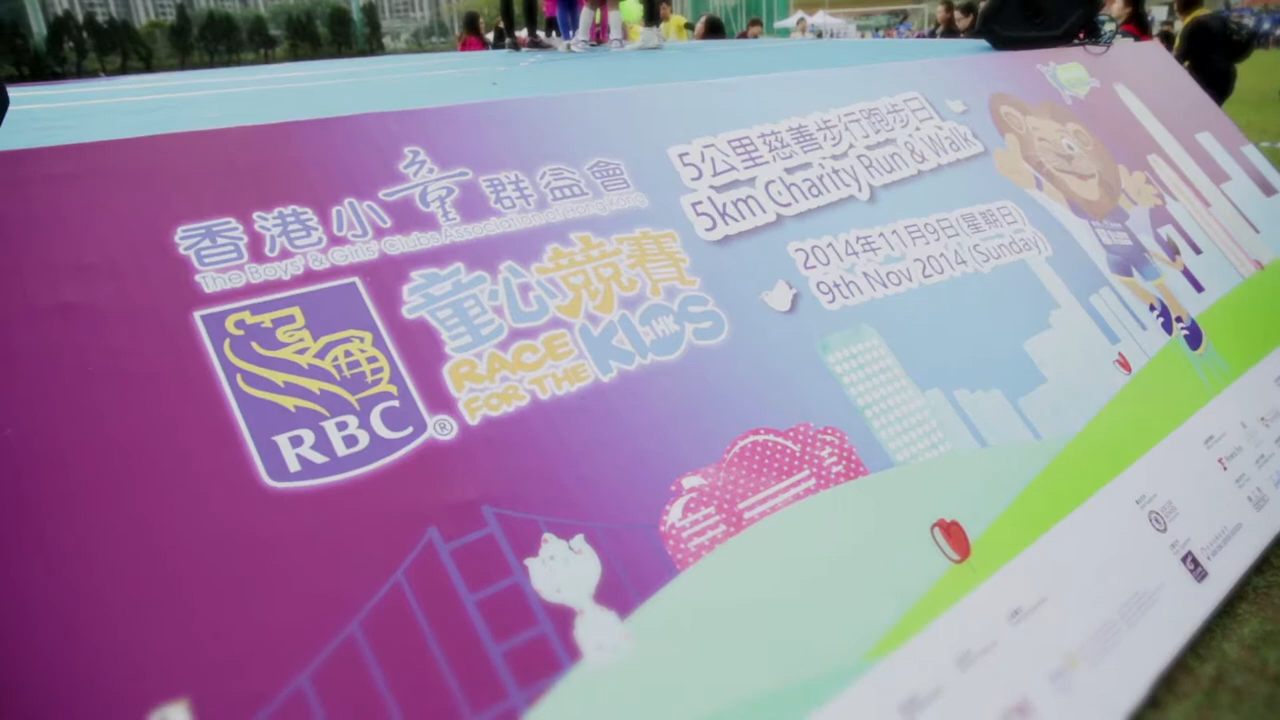 香港小童群益會
The Boys' & Girls' Clubs Association of Hong Kong
RBC®
童心競賽
RACE
FOR THE
KIDS
HK
5公里慈善步行跑步日
5km Charity Run & Walk
2014年11月9日(星期日)
9th Nov 2014 (Sunday)